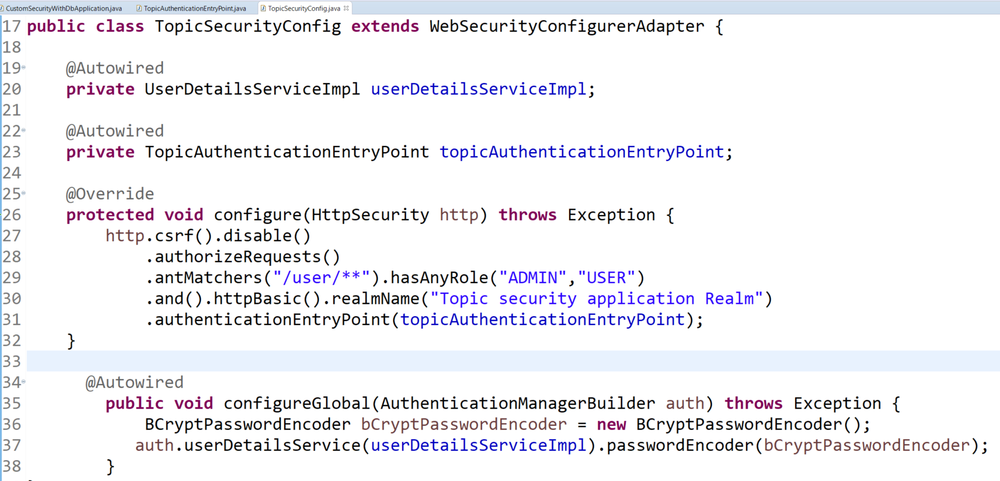 CustomSecurityWithDbApplication.java TopicAuthenticationEntryPoint.java TopicSecurityConfig.java
17 public class TopicSecurityConfig extends WebSecurityConfigurerAdapter {
18
19 @Autowired
20 private UserDetailsServiceImpl userDetailsServiceImpl;
21
22 @Autowired
23 private TopicAuthenticationEntryPoint topicAuthenticationEntryPoint;
24
25 @Override
26 protected void configure(HttpSecurity http) throws Exception {
27 http.csrf().disable()
28 .authorizeRequests()
29 .antMatchers("/user/**").hasAnyRole("ADMIN","USER")
30 .and().httpBasic().realmName("Topic security application Realm")
31 .authenticationEntryPoint(topicAuthenticationEntryPoint);
32 }
33
34 @Autowired
35 public void configureGlobal(AuthenticationManagerBuilder auth) throws Exception {
36 BCryptPasswordEncoder bCryptPasswordEncoder = new BCryptPasswordEncoder();
37 auth.userDetailsService(userDetailsServiceImpl).passwordEncoder(bCryptPasswordEncoder);
38 }